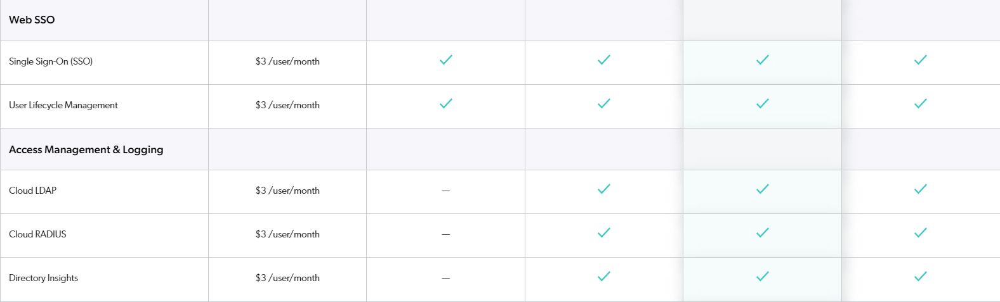 Web SSO
Single Sign-On (SSO) $3 /user/month
User Lifecycle Management $3 /user/month
Access Management & Logging
Cloud LDAP $3 /user/month —
Cloud RADIUS $3 /user/month —
Directory Insights $3 /user/month —